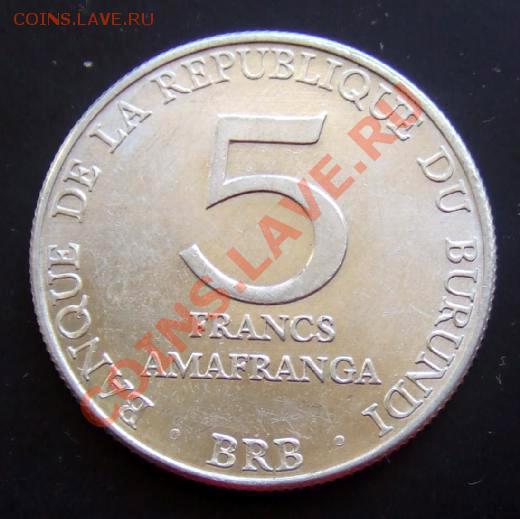 COINS.LAVE.RU
BANQUE DE LA REPUBLIQUE DU BURUNDI
5
FRANCS
AMAFRANGA
BRB
COINS.LAVE.RU